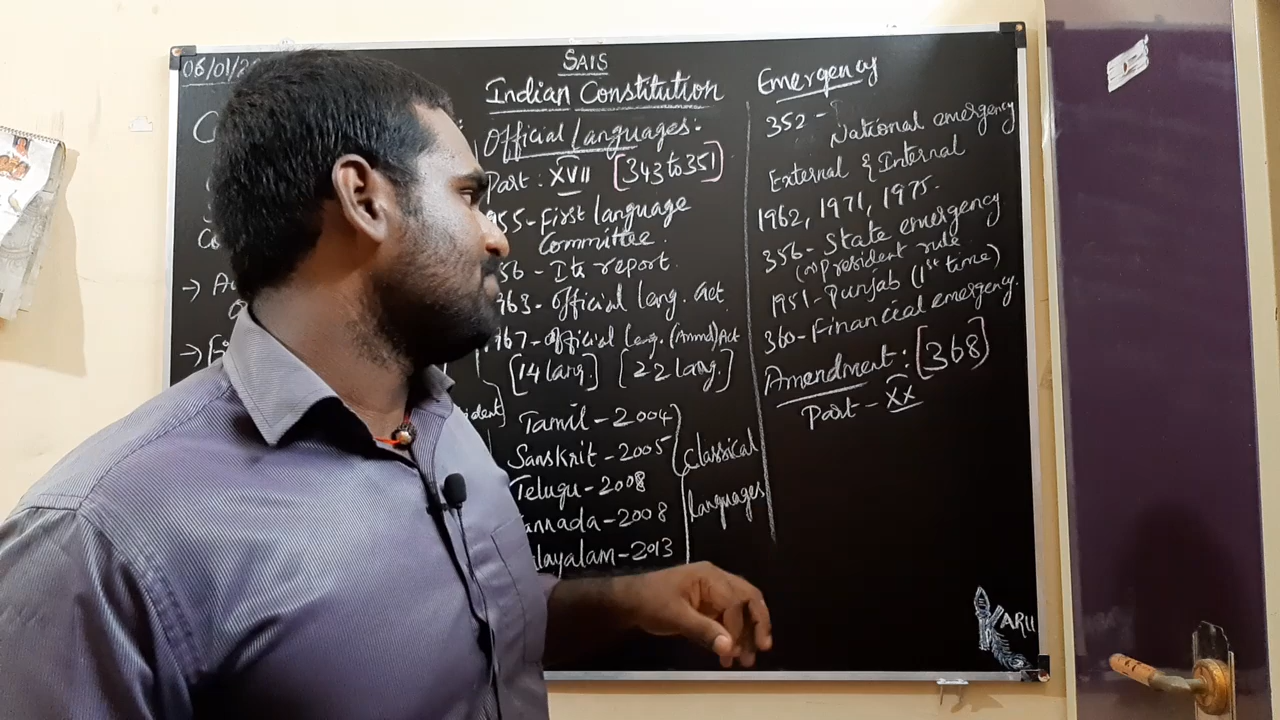 06/01/
SAIS
Indian Constitution
Official Languages:
Part: XVII [343 to 351]
955 - First language
Committee.
56 - Its report.
963 - Official lang. Act
967 - Official lang. (Amnd) Act
[14 lang.] [22 lang.]
Tamil - 2004
Sanskrit - 2005
Telugu - 2008
annada - 2008
layalam - 2013
Classical
languages
Emergency
352 -
National emergency
External & Internal
1962, 1971, 1975.
356 - State emergency
(or) President rule
1951 - Punjab (1st time)
360 - Financial emergency.
Amendment: [368]
Part - XX
KARU